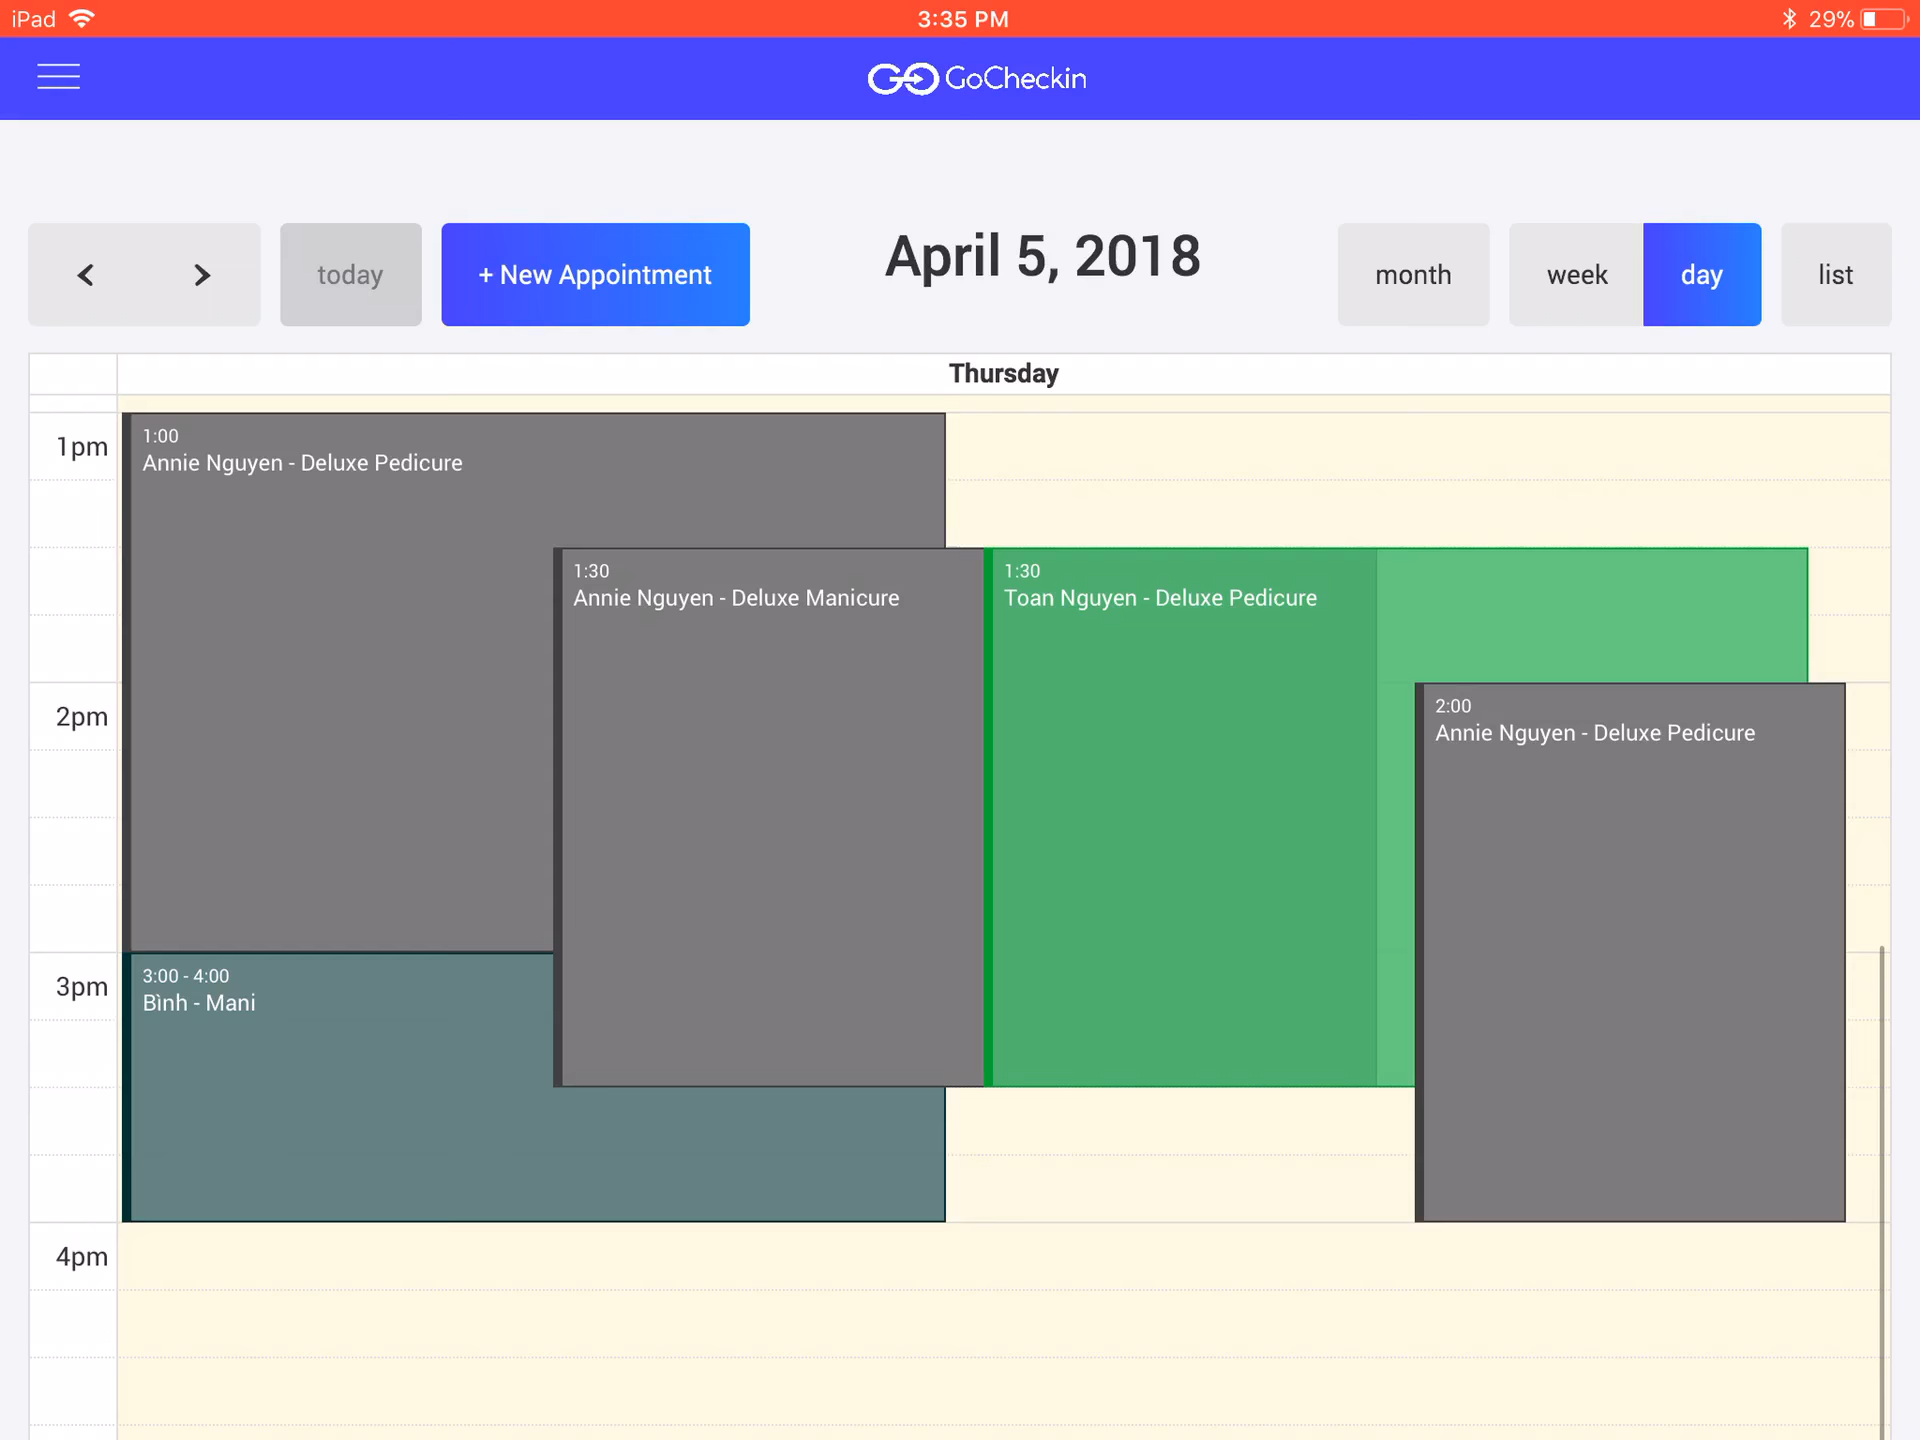 iPad 3:35 PM 29%
GoCheckin
< > today + New Appointment April 5, 2018 month week day list
Thursday
1pm
1:00
Annie Nguyen - Deluxe Pedicure
1:30
Annie Nguyen - Deluxe Manicure
1:30
Toan Nguyen - Deluxe Pedicure
2pm
2:00
Annie Nguyen - Deluxe Pedicure
3pm
3:00 - 4:00
Bình - Mani
4pm